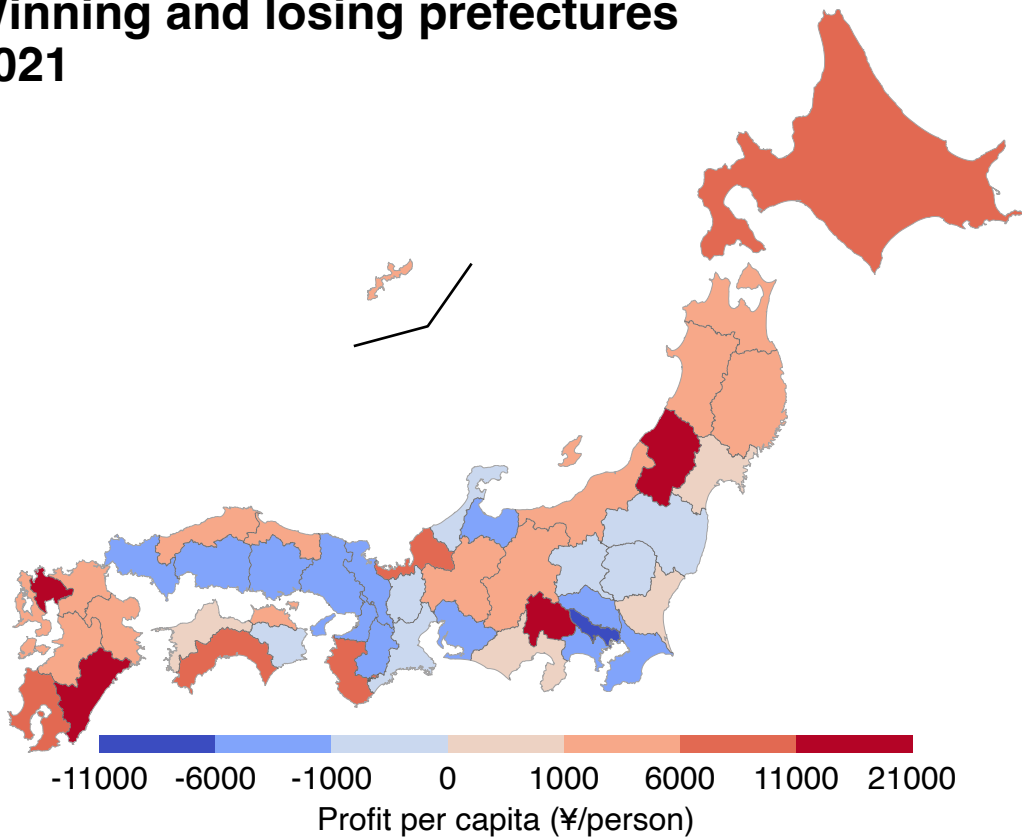 inning and losing prefectures
021
-11000 -6000 -1000 0 1000 6000 11000 21000
Profit per capita (¥/person)